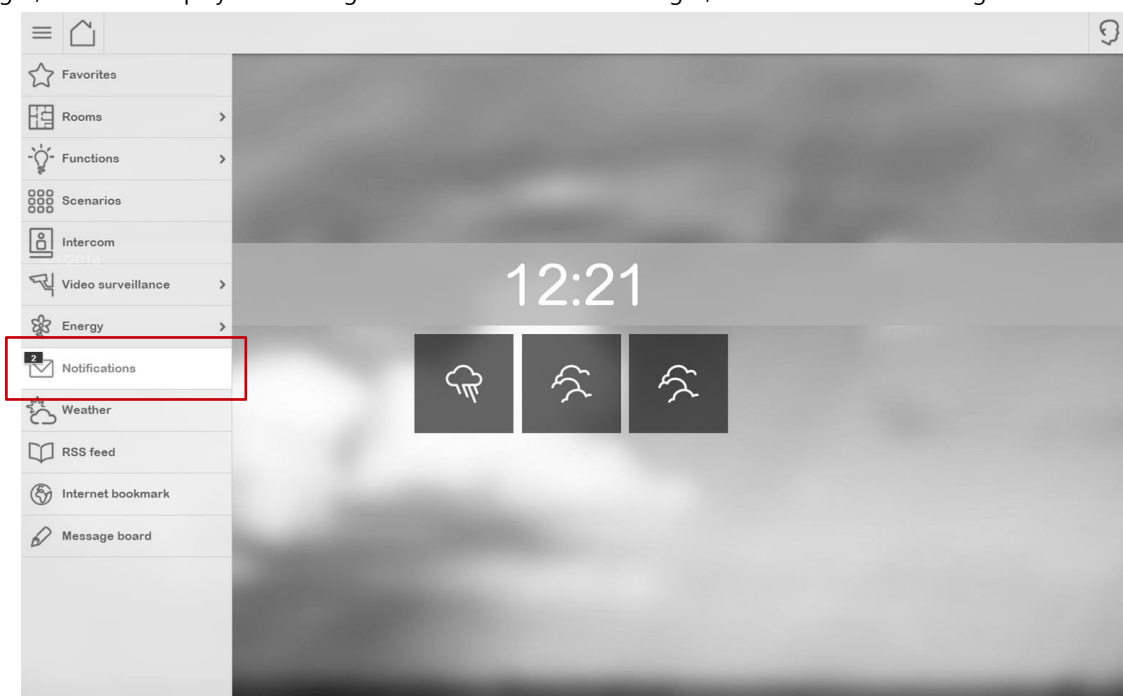 Favorites
Rooms
Functions
Scenarios
Intercom
Video surveillance
12:21
Energy
2
Notifications
Weather
RSS feed
Internet bookmark
Message board